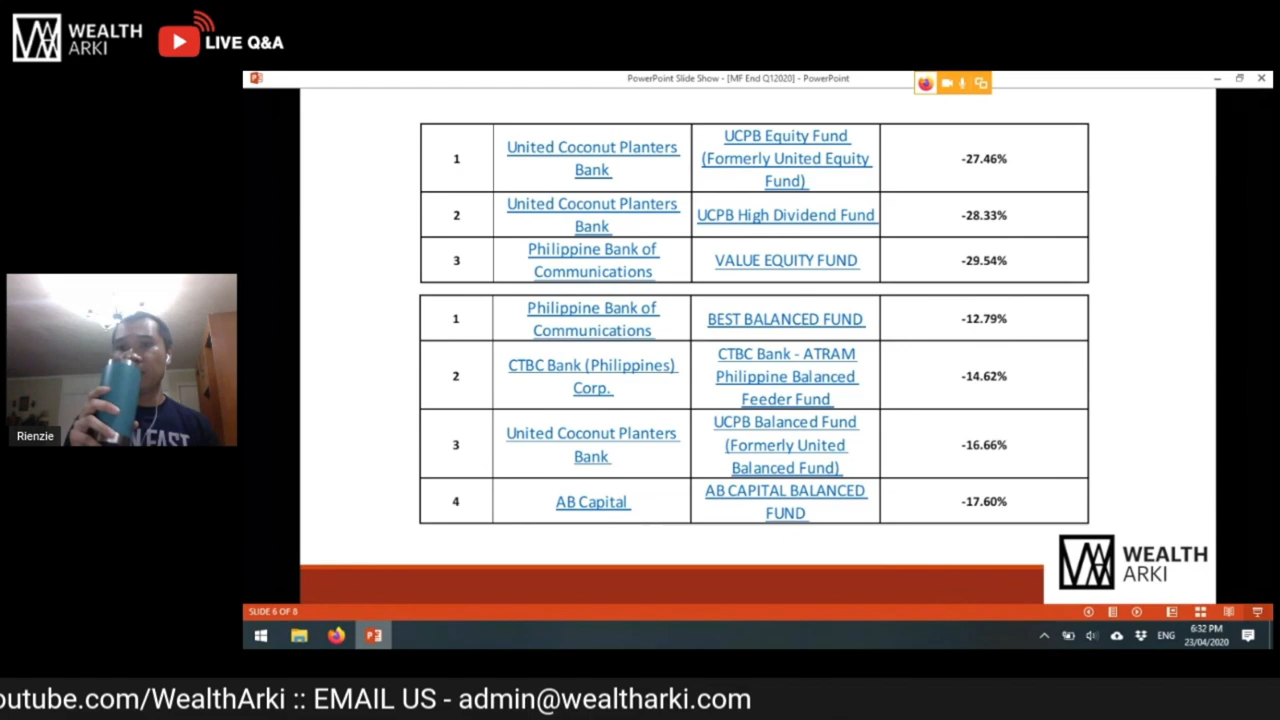 WEALTH
ARKI
LIVE Q&A
PowerPoint Slide Show - [MF End Q12020] - PowerPoint
1
United Coconut Planters
Bank
UCPB Equity Fund
(Formerly United Equity
Fund)
-27.46%
2
United Coconut Planters
Bank
UCPB High Dividend Fund
-28.33%
3
Philippine Bank of
Communications
VALUE EQUITY FUND
-29.54%
1
Philippine Bank of
Communications
BEST BALANCED FUND
-12.79%
2
CTBC Bank (Philippines)
Corp.
CTBC Bank - ATRAM
Philippine Balanced
Feeder Fund
-14.62%
3
United Coconut Planters
Bank
UCPB Balanced Fund
(Formerly United
Balanced Fund)
-16.66%
4
AB Capital
AB CAPITAL BALANCED
FUND
-17.60%
Rienzie
WEALTH
ARKI
SLIDE 6 OF 8
ENG
6:32 PM
23/04/2020
outube.com/WealthArki :: EMAIL US - admin@wealtharki.com